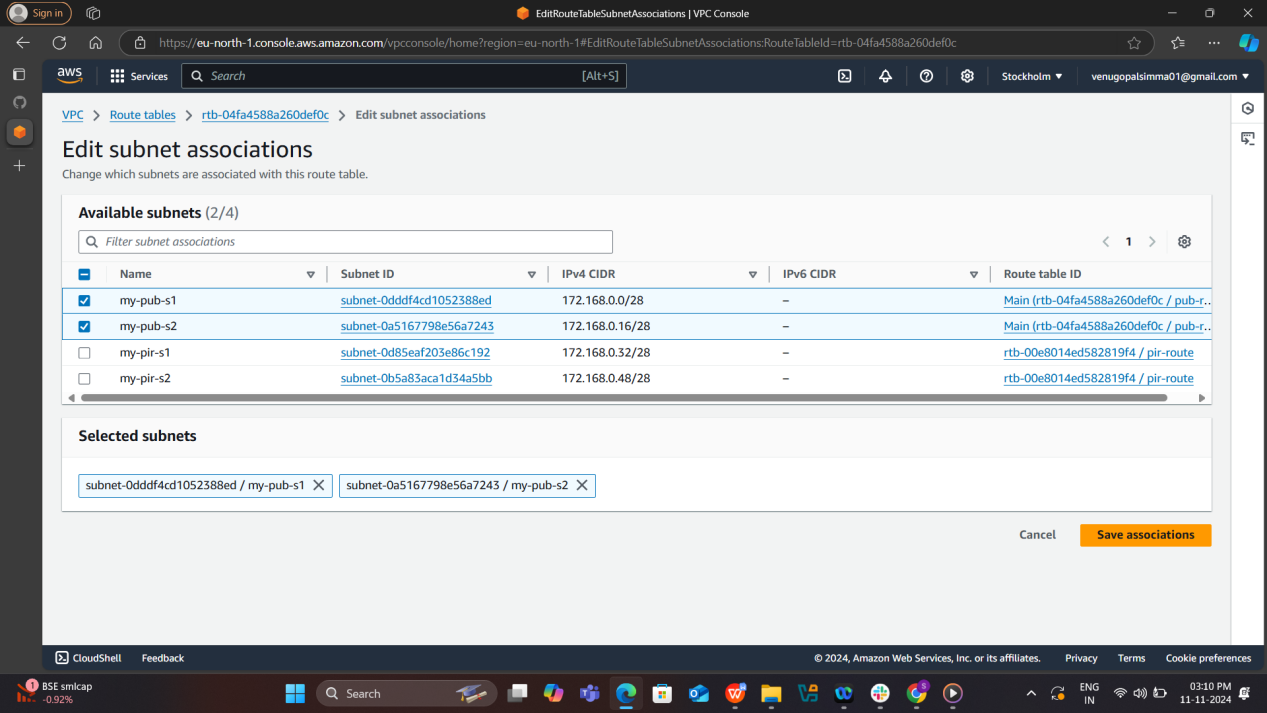 Sign in
EditRouteTableSubnetAssociations | VPC Console
https://eu-north-1.console.aws.amazon.com/vpcconsole/home?region=eu-north-1#EditRouteTableSubnetAssociations:RouteTableId=rtb-04fa4588a260def0c
aws Services Search [Alt+S] Stockholm ▼ venugopalsimma01@gmail.com ▼
VPC > Route tables > rtb-04fa4588a260def0c > Edit subnet associations
Edit subnet associations
Change which subnets are associated with this route table.
Available subnets (2/4)
Filter subnet associations
1
Name Subnet ID IPv4 CIDR IPv6 CIDR Route table ID
my-pub-s1 subnet-0dddf4cd1052388ed 172.168.0.0/28 – Main (rtb-04fa4588a260def0c / pub-r...
my-pub-s2 subnet-0a5167798e56a7243 172.168.0.16/28 – Main (rtb-04fa4588a260def0c / pub-r...
my-pir-s1 subnet-0d85eaf203e86c192 172.168.0.32/28 – rtb-00e8014ed582819f4 / pir-route
my-pir-s2 subnet-0b5a83aca1d34a5bb 172.168.0.48/28 – rtb-00e8014ed582819f4 / pir-route
Selected subnets
subnet-0dddf4cd1052388ed / my-pub-s1 subnet-0a5167798e56a7243 / my-pub-s2
Cancel Save associations
CloudShell Feedback © 2024, Amazon Web Services, Inc. or its affiliates. Privacy Terms Cookie preferences
1 BSE smlcap
-0.92%
Search
ENG
IN
03:10 PM
11-11-2024